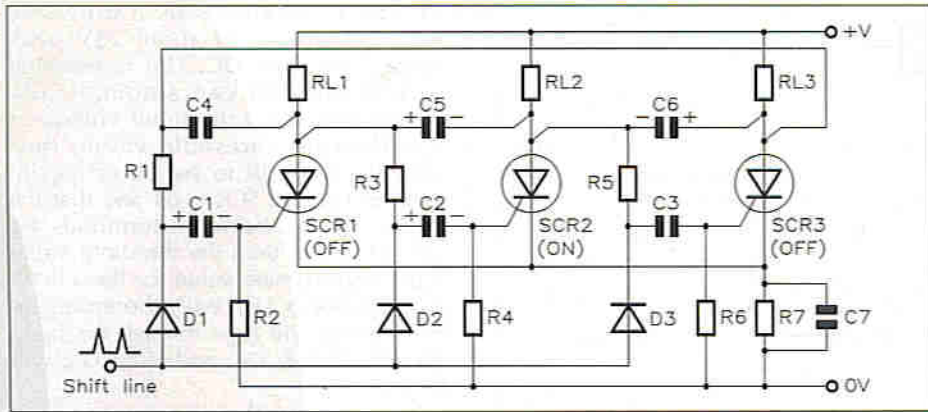 +V
RL1 RL2 RL3
C4 C5 C6
+ - - +
R1 R3 R5
C1 C2 C3
+ - + -
SCR1 SCR2 SCR3
(OFF) (ON) (OFF)
D1 R2 D2 R4 D3 R6 R7 C7
Shift line 0V